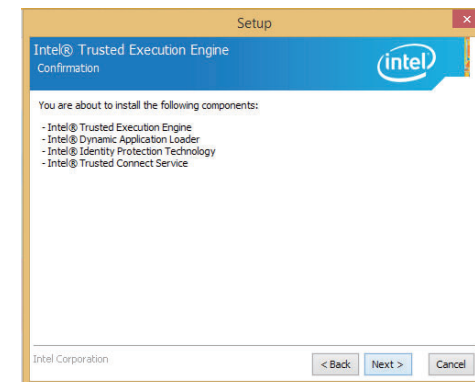 Setup
Intel® Trusted Execution Engine
Confirmation
intel
You are about to install the following components:
- Intel® Trusted Execution Engine
- Intel® Dynamic Application Loader
- Intel® Identity Protection Technology
- Intel® Trusted Connect Service
Intel Corporation
< Back Next > Cancel